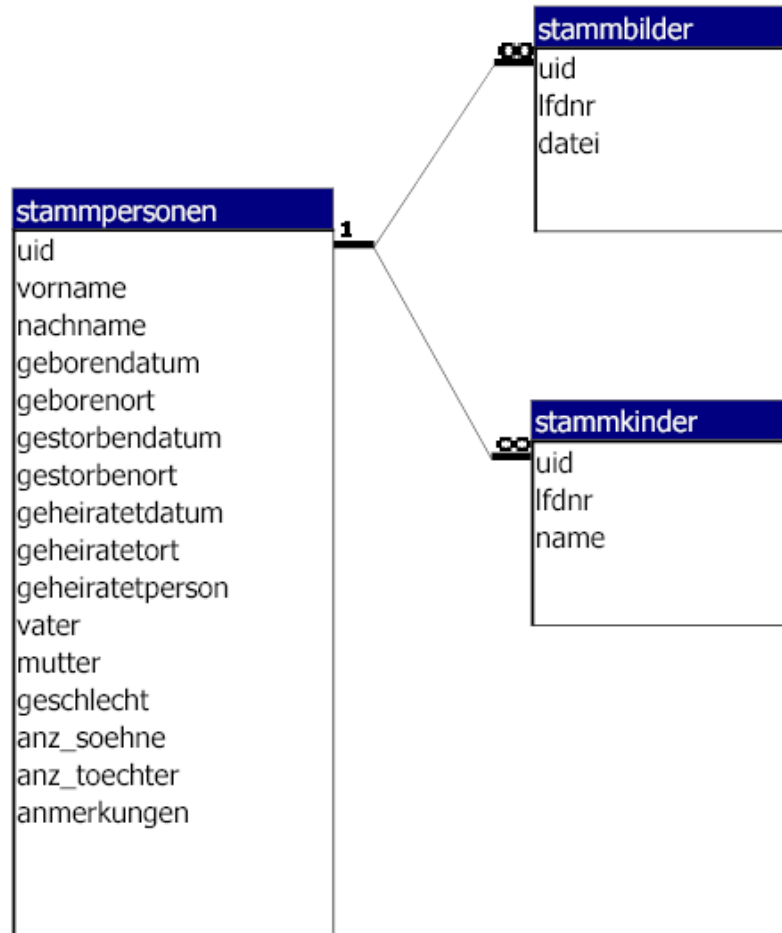 stammpersonen
uid
vorname
nachname
geborendatum
geborenort
gestorbendatum
gestorbenort
geheiratetdatum
geheiratetort
geheiratetperson
vater
mutter
geschlecht
anz_soehne
anz_toechter
anmerkungen
1
∞
stammbilder
uid
lfdnr
datei
∞
stammkinder
uid
lfdnr
name